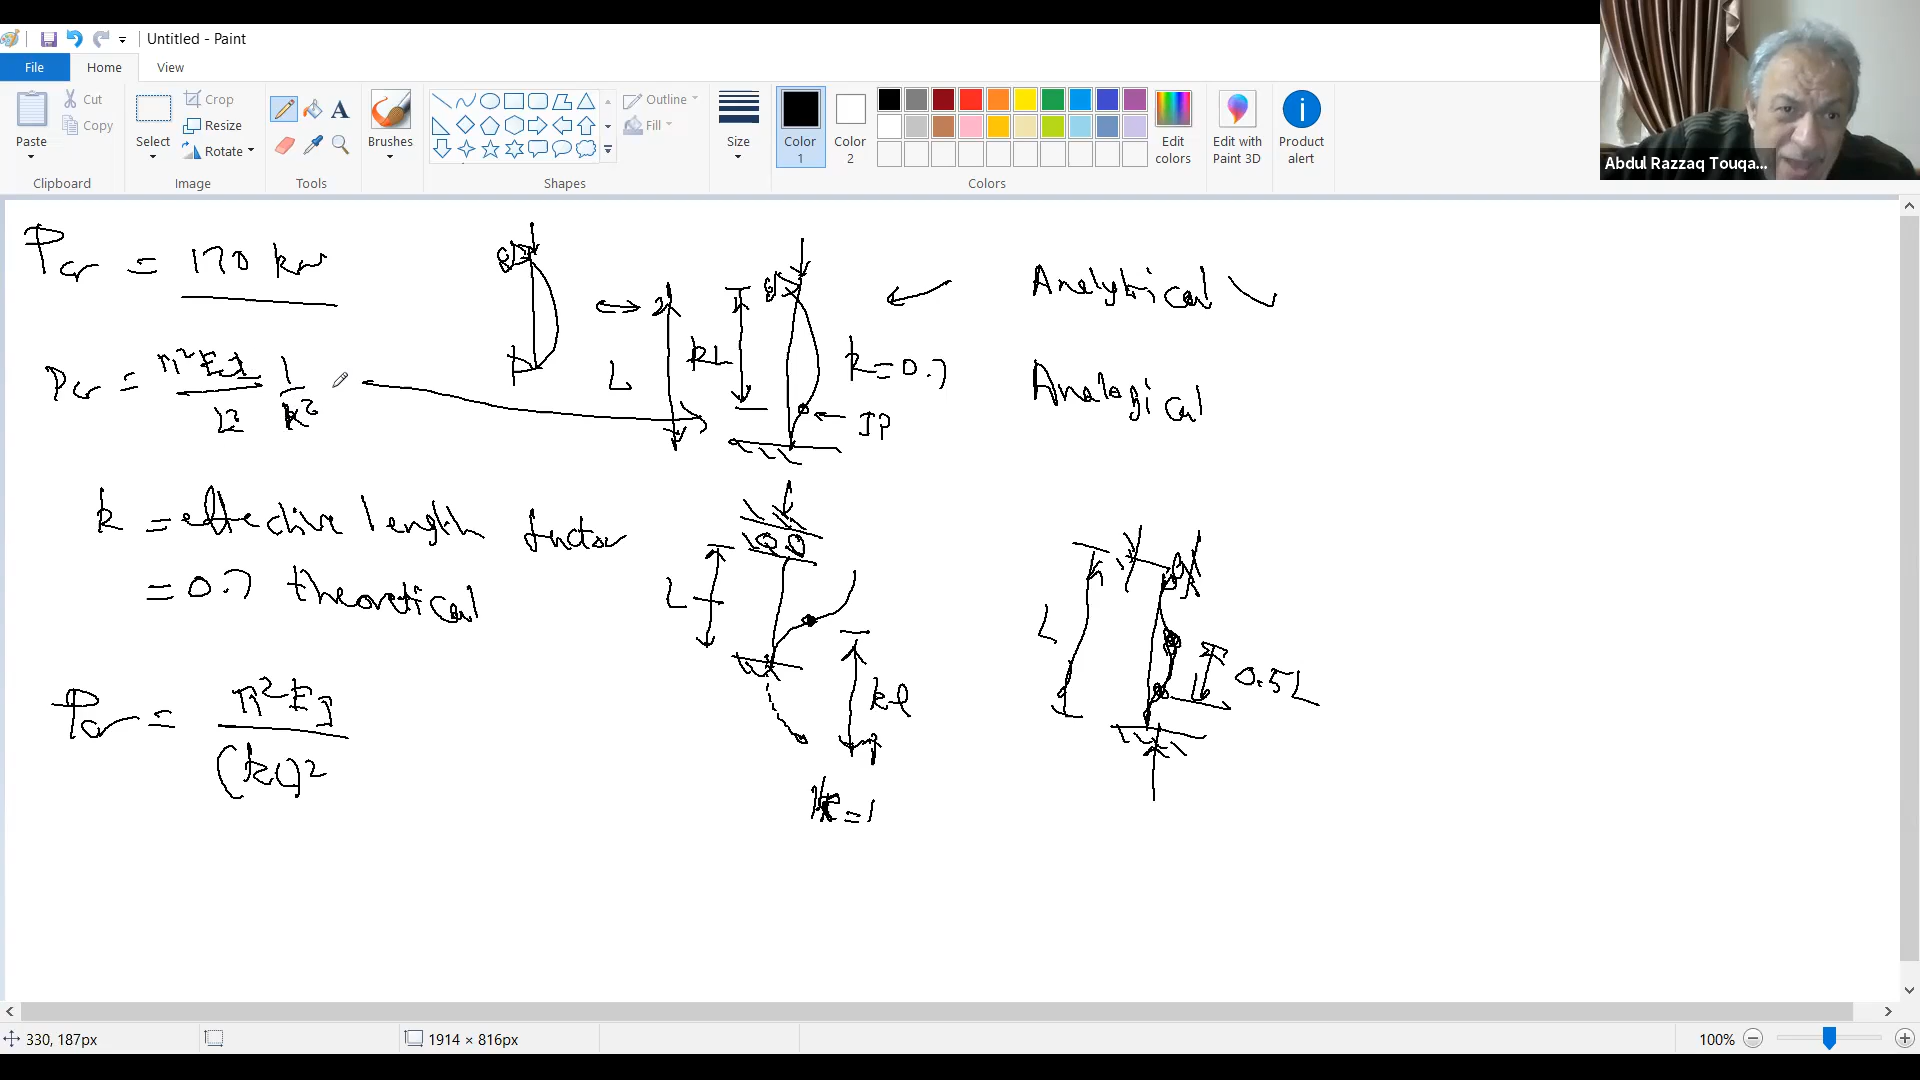 Untitled - Paint
File
Home
View
Paste
Cut
Copy
Clipboard
Select
Crop
Resize
Rotate
Image
A
Tools
Brushes
Shapes
Outline
Fill
Size
Color 1
Color 2
Colors
Edit colors
Edit with Paint 3D
Product alert
Abdul Razzaq Touqa...
Pcr = 170 kN
Analytical
Pcr = π²EI/L² 1/k²
L
kL
k=0.7
IP
Analogical
k = effective length factor
= 0.7 theoretical
L
kl
k=1
L
0.5L
Pcr = π²EI/(kl)²
330, 187px
1914 × 816px
100%